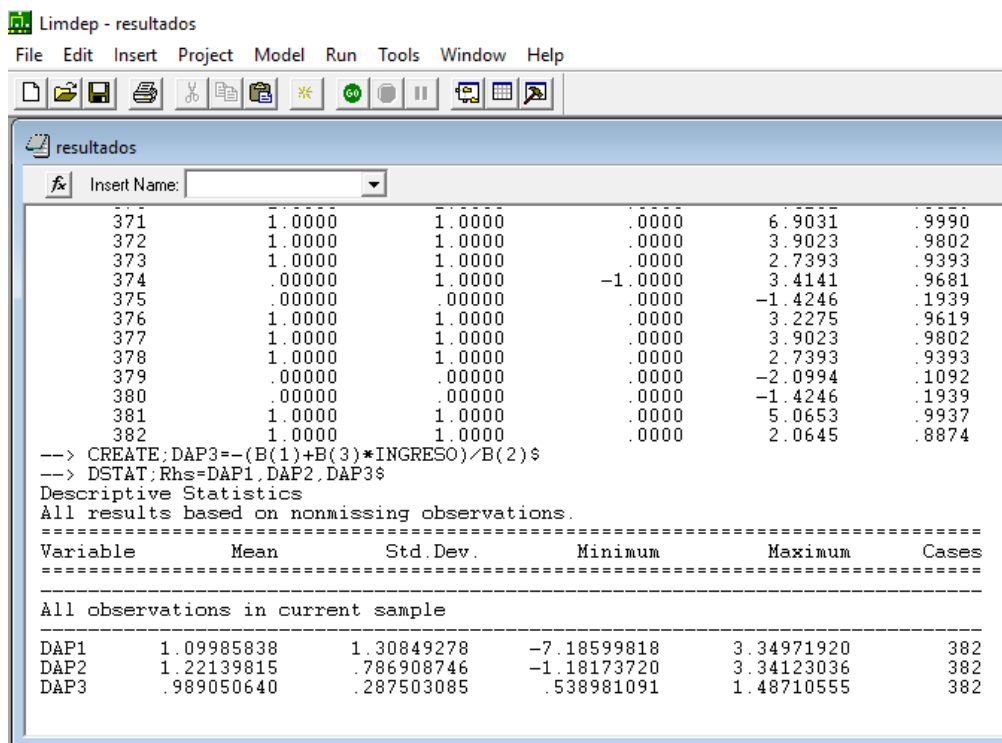 Limdep - resultados
File Edit Insert Project Model Run Tools Window Help
GO
resultados
fx Insert Name:
371 1.0000 1.0000 .0000 6.9031 .9990
372 1.0000 1.0000 .0000 3.9023 .9802
373 1.0000 1.0000 .0000 2.7393 .9393
374 .00000 1.0000 -1.0000 3.4141 .9681
375 .00000 .00000 .0000 -1.4246 .1939
376 1.0000 1.0000 .0000 3.2275 .9619
377 1.0000 1.0000 .0000 3.9023 .9802
378 1.0000 1.0000 .0000 2.7393 .9393
379 .00000 .00000 .0000 -2.0994 .1092
380 .00000 .00000 .0000 -1.4246 .1939
381 1.0000 1.0000 .0000 5.0653 .9937
382 1.0000 1.0000 .0000 2.0645 .8874
--> CREATE;DAP3=-(B(1)+B(3)*INGRESO)/B(2)$
--> DSTAT;Rhs=DAP1,DAP2,DAP3$
Descriptive Statistics
All results based on nonmissing observations.
Variable Mean Std.Dev. Minimum Maximum Cases
All observations in current sample
DAP1 1.09985838 1.30849278 -7.18599818 3.34971920 382
DAP2 1.22139815 .786908746 -1.18173720 3.34123036 382
DAP3 .989050640 .287503085 .538981091 1.48710555 382